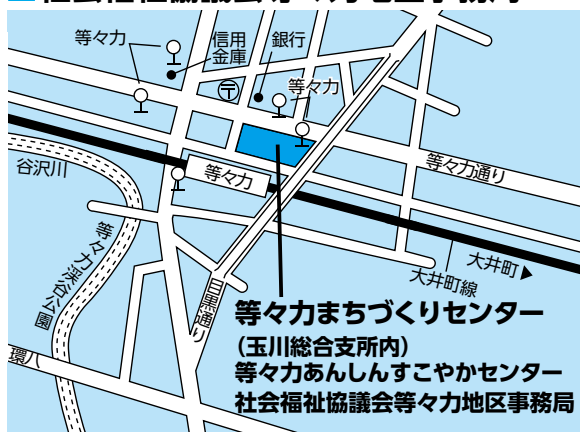 社会福祉協議会等々力地区事務局
等々力
信用
金庫
銀行
〒
等々力
谷沢川
等々力
等々力通り
等々力渓谷公園
大井町▶
大井町線
目黒通り
環八
等々力まちづくりセンター
(玉川総合支所内)
等々力あんしんすこやかセンター
社会福祉協議会等々力地区事務局